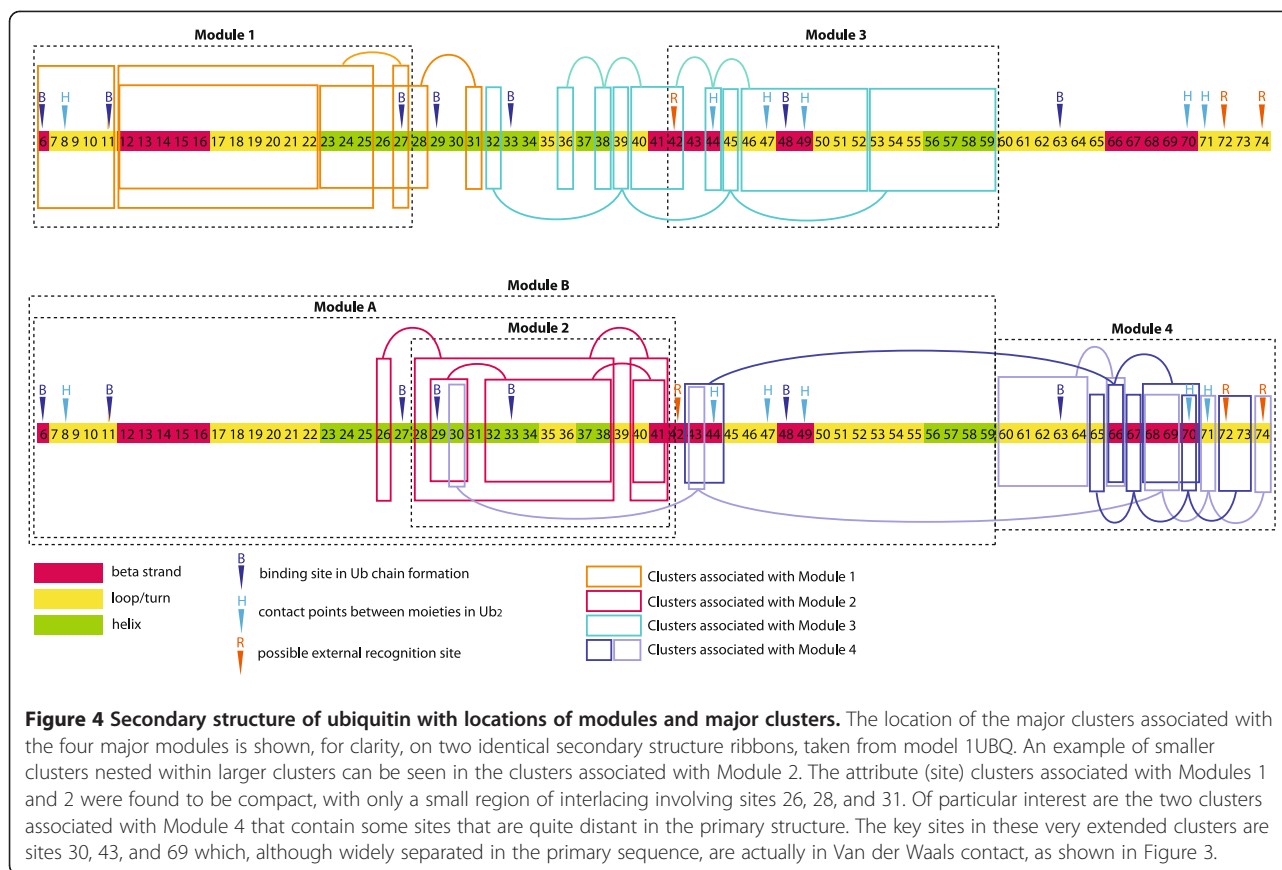 Module 1
Module 3
B H B B B B R H H B H B H H R R
6 7 8 9 10 11 12 13 14 15 16 17 18 19 20 21 22 23 24 25 26 27 28 29 30 31 32 33 34 35 36 37 38 39 40 41 42 43 44 45 46 47 48 49 50 51 52 53 54 55 56 57 58 59 60 61 62 63 64 65 66 67 68 69 70 71 72 73 74
Module B
Module A
Module 2
Module 4
B H B B B B R H H B H B H H R R
6 7 8 9 10 11 12 13 14 15 16 17 18 19 20 21 22 23 24 25 26 27 28 29 30 31 32 33 34 35 36 37 38 39 40 41 42 43 44 45 46 47 48 49 50 51 52 53 54 55 56 57 58 59 60 61 62 63 64 65 66 67 68 69 70 71 72 73 74
beta strand
loop/turn
helix
B binding site in Ub chain formation
H contact points between moieties in Ub2
R possible external recognition site
Clusters associated with Module 1
Clusters associated with Module 2
Clusters associated with Module 3
Clusters associated with Module 4
Figure 4 Secondary structure of ubiquitin with locations of modules and major clusters. The location of the major clusters associated with
the four major modules is shown, for clarity, on two identical secondary structure ribbons, taken from model 1UBQ. An example of smaller
clusters nested within larger clusters can be seen in the clusters associated with Module 2. The attribute (site) clusters associated with Modules 1
and 2 were found to be compact, with only a small region of interlacing involving sites 26, 28, and 31. Of particular interest are the two clusters
associated with Module 4 that contain some sites that are quite distant in the primary structure. The key sites in these very extended clusters are
sites 30, 43, and 69 which, although widely separated in the primary sequence, are actually in Van der Waals contact, as shown in Figure 3.